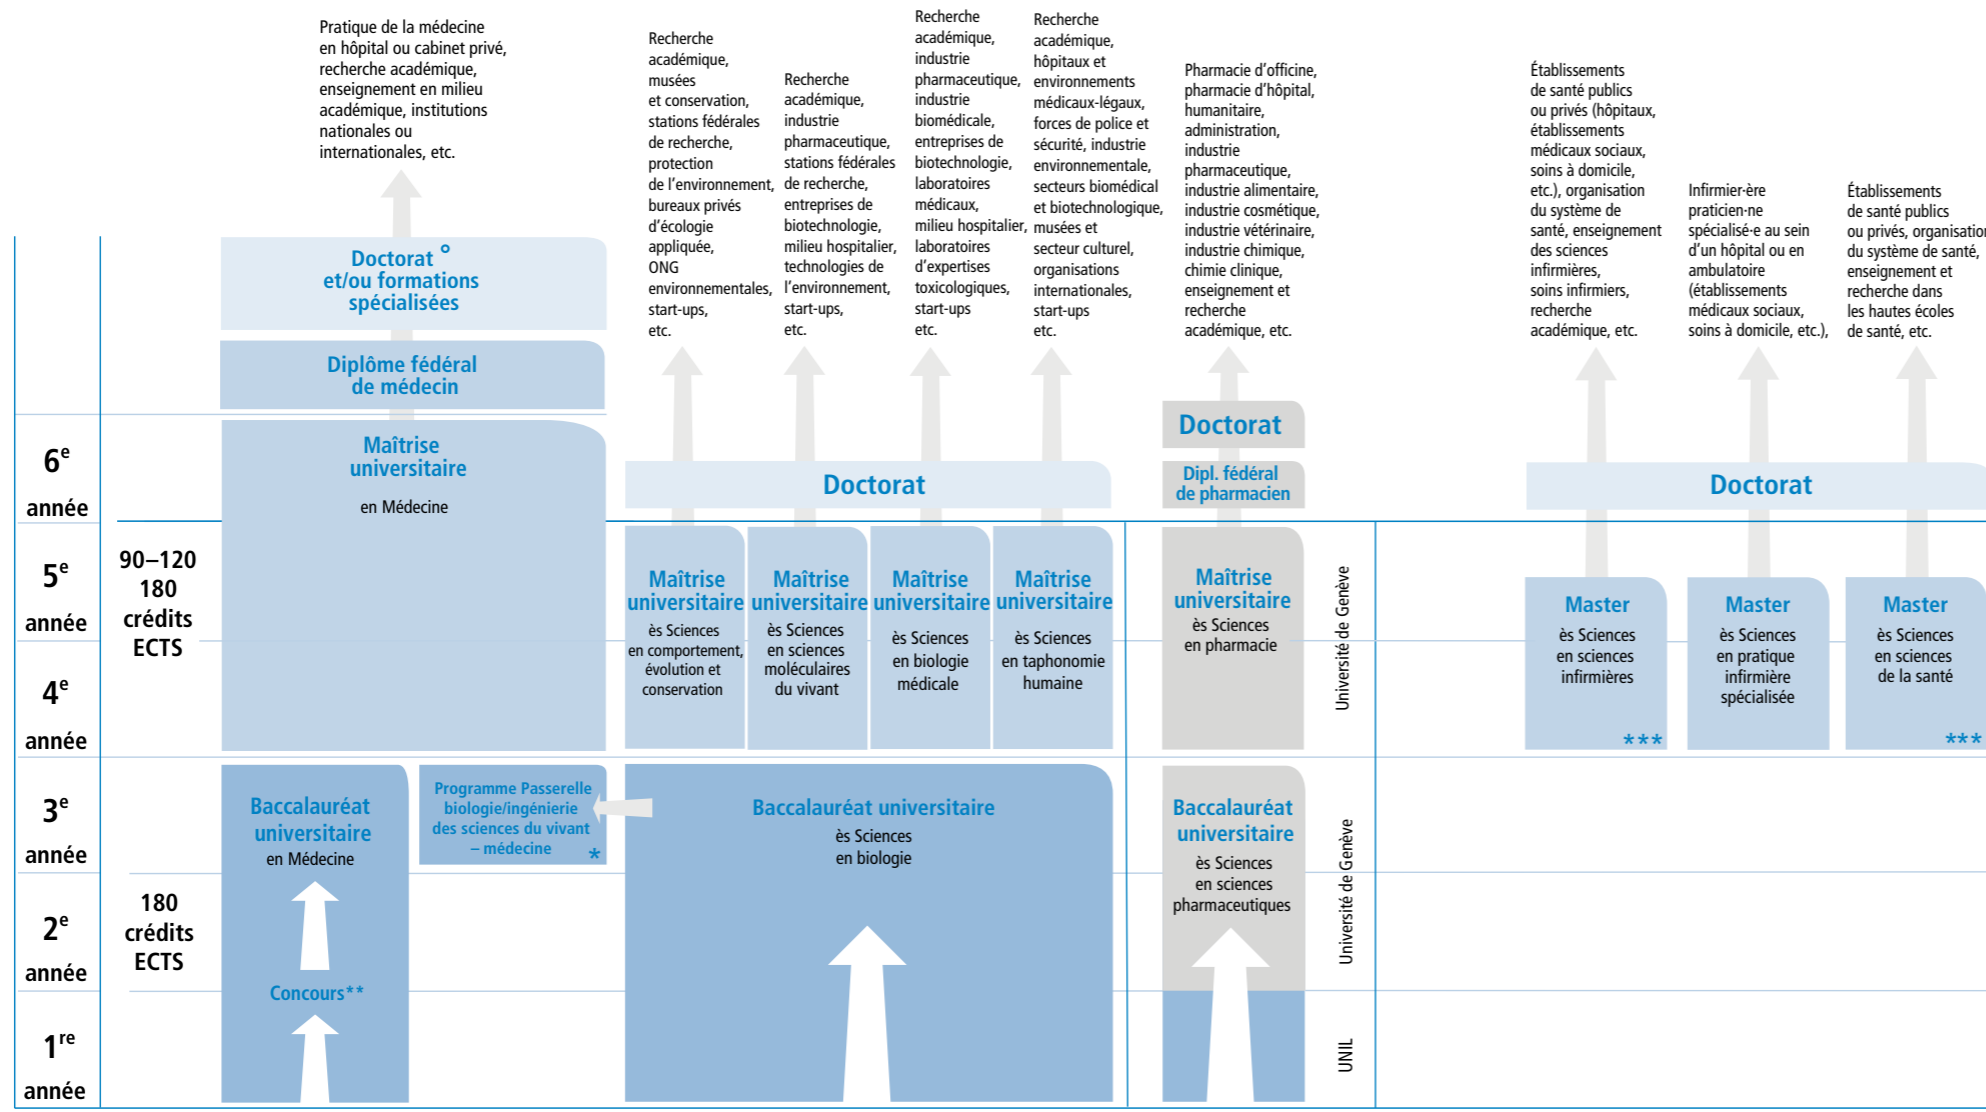 Pratique de la médecine
en hôpital ou cabinet privé,
recherche académique,
enseignement en milieu
académique, institutions
nationales ou
internationales, etc.
Recherche
académique,
musées
et conservation,
stations fédérales
de recherche,
protection
de l'environnement,
bureaux privés
d'écologie
appliquée,
ONG
environnementales,
start-ups,
etc.
Recherche
académique,
industrie
pharmaceutique,
stations fédérales
de recherche,
entreprises de
biotechnologie,
milieu hospitalier,
technologies de
l'environnement,
start-ups,
etc.
Recherche
académique,
industrie
pharmaceutique,
industrie
biomédicale,
entreprises de
biotechnologie,
laboratoires
médicaux,
milieu hospitalier,
laboratoires
d'expertises
toxicologiques,
start-ups
etc.
Recherche
académique,
hôpitaux et
environnements
médicaux-légaux,
forces de police et
sécurité, industrie
environnementale,
secteurs biomédical
et biotechnologique,
musées et
secteur culturel,
organisations
internationales,
start-ups
etc.
Pharmacie d'officine,
pharmacie d'hôpital,
humanitaire,
administration,
industrie
pharmaceutique,
industrie alimentaire,
industrie cosmétique,
industrie vétérinaire,
industrie chimique,
chimie clinique,
enseignement et
recherche
académique, etc.
Établissements
de santé publics
ou privés (hôpitaux,
établissements
médicaux sociaux,
soins à domicile,
etc.), organisation
du système de
santé, enseignement
des sciences
infirmières,
soins infirmiers,
recherche
académique, etc.
Infirmier·ère
praticien·ne
spécialisé·e au sein
d'un hôpital ou en
ambulatoire
(établissements
médicaux sociaux,
soins à domicile, etc.),
Établissements
de santé publics
ou privés, organisation
du système de santé,
enseignement et
recherche dans
les hautes écoles
de santé, etc.
Doctorat °
et/ou formations
spécialisées
Diplôme fédéral
de médecin
6e
année
Maîtrise
universitaire
en Médecine
Doctorat
Doctorat
Dipl. fédéral
de pharmacien
Doctorat
5e
année
4e
année
90–120
180
crédits
ECTS
Maîtrise
universitaire
ès Sciences
en comportement,
évolution et
conservation
Maîtrise
universitaire
ès Sciences
en sciences
moléculaires
du vivant
Maîtrise
universitaire
ès Sciences
en biologie
médicale
Maîtrise
universitaire
ès Sciences
en taphonomie
humaine
Maîtrise
universitaire
ès Sciences
en pharmacie
Université de Genève
Master
ès Sciences
en sciences
infirmières
***
Master
ès Sciences
en pratique
infirmière
spécialisée
Master
ès Sciences
en sciences
de la santé
***
3e
année
2e
année
1re
année
180
crédits
ECTS
Baccalauréat
universitaire
en Médecine
Concours**
Programme Passerelle
biologie/ingénierie
des sciences du vivant
– médecine *
Baccalauréat universitaire
ès Sciences
en biologie
Baccalauréat
universitaire
ès Sciences
en sciences
pharmaceutiques
Université de Genève
UNIL